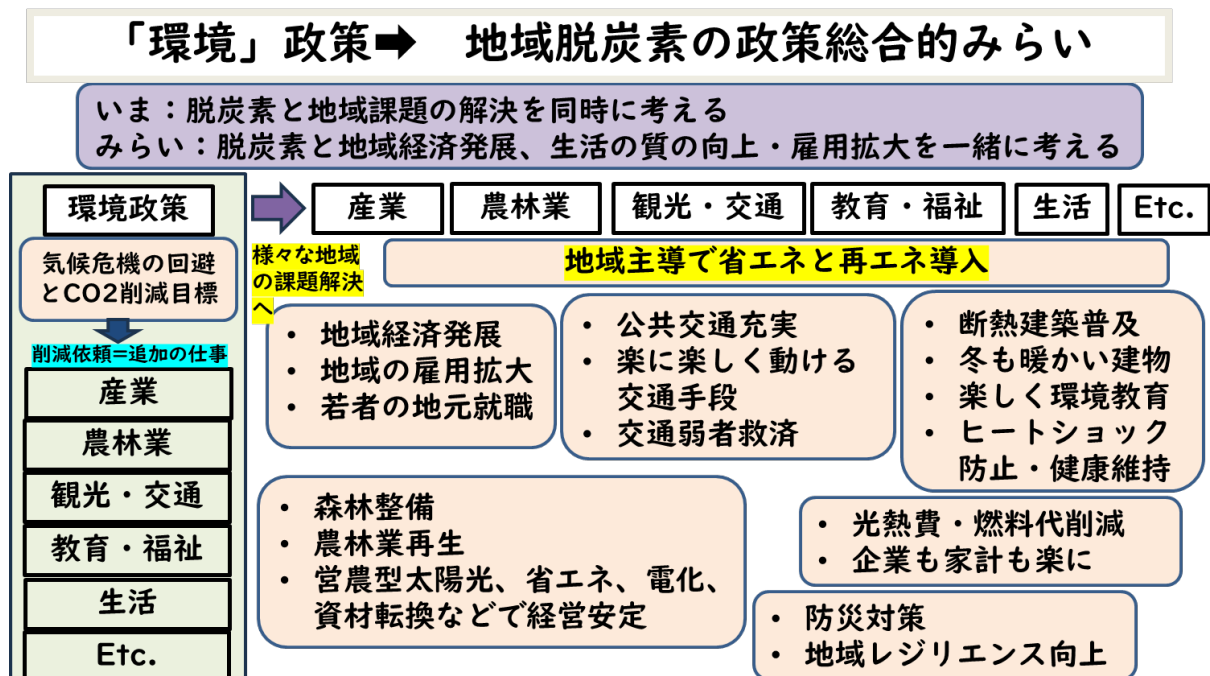 「環境」政策➡ 地域脱炭素の政策総合的みらい
いま：脱炭素と地域課題の解決を同時に考える
みらい：脱炭素と地域経済発展、生活の質の向上・雇用拡大を一緒に考える
環境政策
気候危機の回避
とCO2削減目標
削減依頼=追加の仕事
産業
農林業
観光・交通
教育・福祉
生活
Etc.
産業
農林業
観光・交通
教育・福祉
生活
Etc.
様々な地域
の課題解決
へ
地域主導で省エネと再エネ導入
• 地域経済発展
• 地域の雇用拡大
• 若者の地元就職
• 公共交通充実
• 楽に楽しく動ける
交通手段
• 交通弱者救済
• 断熱建築普及
• 冬も暖かい建物
• 楽しく環境教育
• ヒートショック
防止・健康維持
• 森林整備
• 農林業再生
• 営農型太陽光、省エネ、電化、
資材転換などで経営安定
• 光熱費・燃料代削減
• 企業も家計も楽に
• 防災対策
• 地域レジリエンス向上